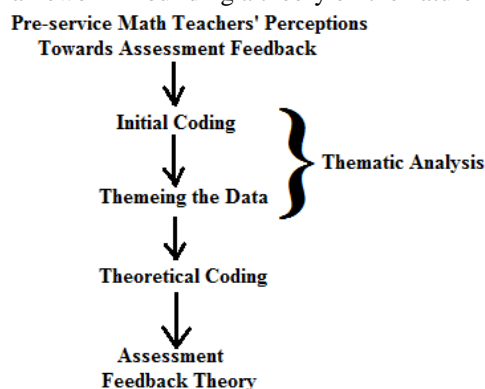 Pre-service Math Teachers' Perceptions
Towards Assessment Feedback
Initial Coding
Thematic Analysis
Themeing the Data
Theoretical Coding
Assessment
Feedback Theory